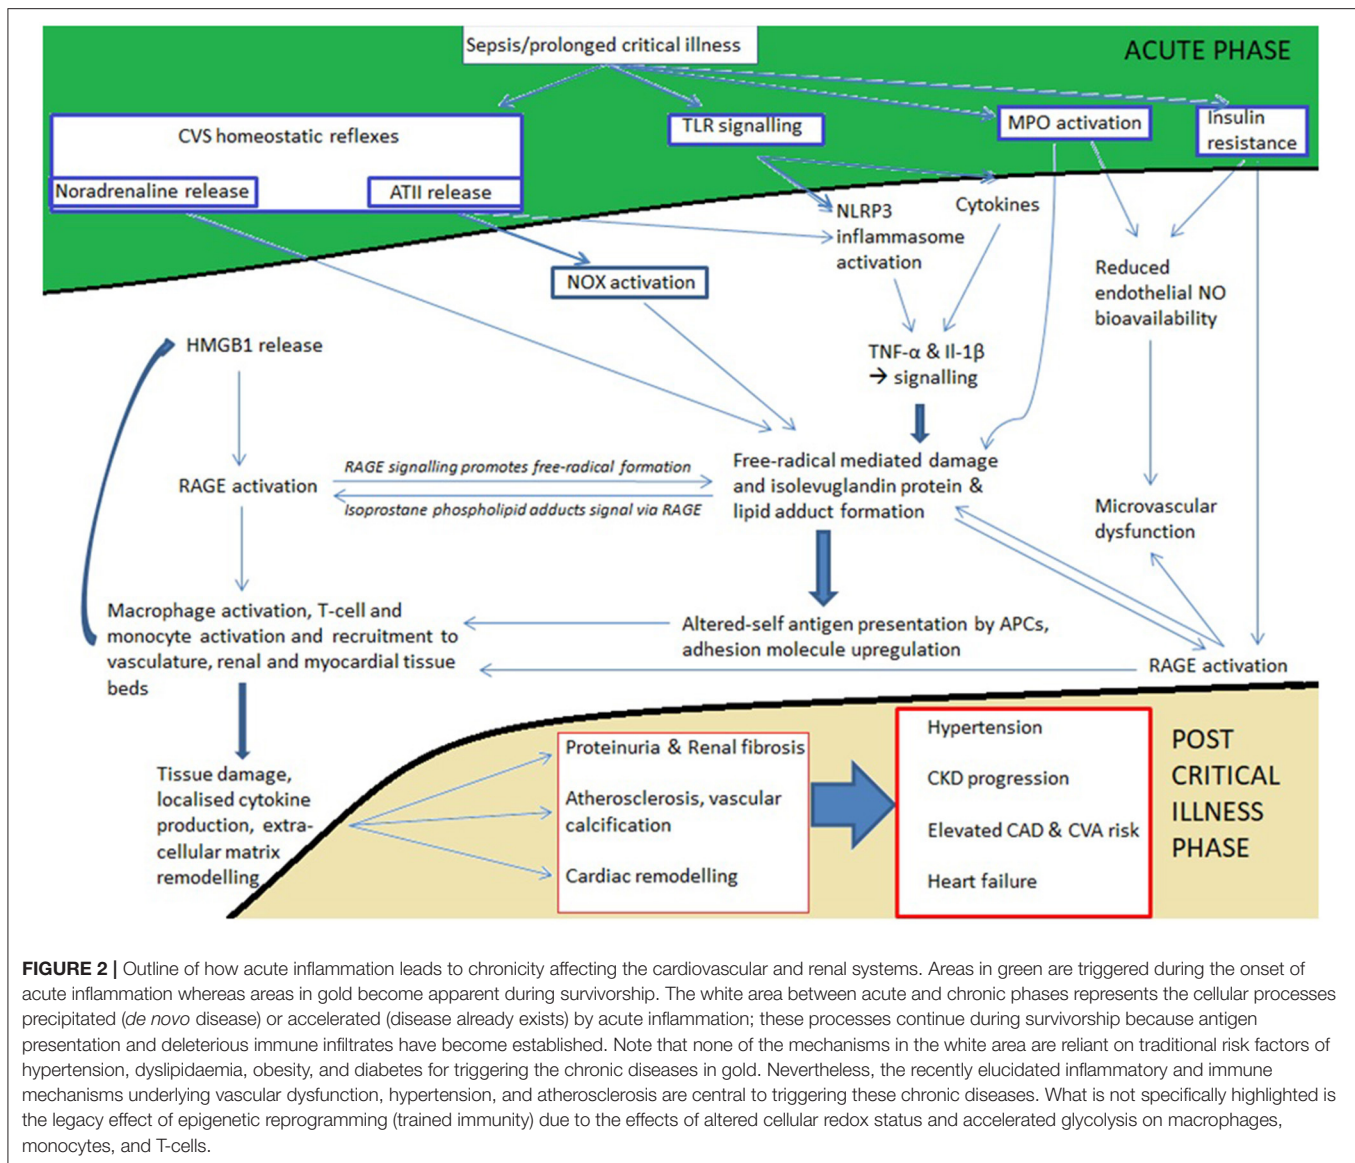 Sepsis/prolonged critical illness
ACUTE PHASE
CVS homeostatic reflexes
TLR signalling
MPO activation
Insulin
resistance
Noradrenaline release
ATII release
NLRP3
inflammasome
activation
Cytokines
NOX activation
Reduced
endothelial NO
bioavailability
HMGB1 release
TNF-α & Il-1β
→ signalling
RAGE activation
RAGE signalling promotes free-radical formation
Isoprostane phospholipid adducts signal via RAGE
Free-radical mediated damage
and isolevuglandin protein &
lipid adduct formation
Microvascular
dysfunction
Macrophage activation, T-cell and
monocyte activation and recruitment to
vasculature, renal and myocardial tissue
beds
Altered-self antigen presentation by APCs,
adhesion molecule upregulation
RAGE activation
Tissue damage,
localised cytokine
production, extra-
cellular matrix
remodelling
Proteinuria & Renal fibrosis
Atherosclerosis, vascular
calcification
Cardiac remodelling
Hypertension
CKD progression
Elevated CAD & CVA risk
Heart failure
POST
CRITICAL
ILLNESS
PHASE
FIGURE 2 | Outline of how acute inflammation leads to chronicity affecting the cardiovascular and renal systems. Areas in green are triggered during the onset of
acute inflammation whereas areas in gold become apparent during survivorship. The white area between acute and chronic phases represents the cellular processes
precipitated (de novo disease) or accelerated (disease already exists) by acute inflammation; these processes continue during survivorship because antigen
presentation and deleterious immune infiltrates have become established. Note that none of the mechanisms in the white area are reliant on traditional risk factors of
hypertension, dyslipidaemia, obesity, and diabetes for triggering the chronic diseases in gold. Nevertheless, the recently elucidated inflammatory and immune
mechanisms underlying vascular dysfunction, hypertension, and atherosclerosis are central to triggering these chronic diseases. What is not specifically highlighted is
the legacy effect of epigenetic reprogramming (trained immunity) due to the effects of altered cellular redox status and accelerated glycolysis on macrophages,
monocytes, and T-cells.